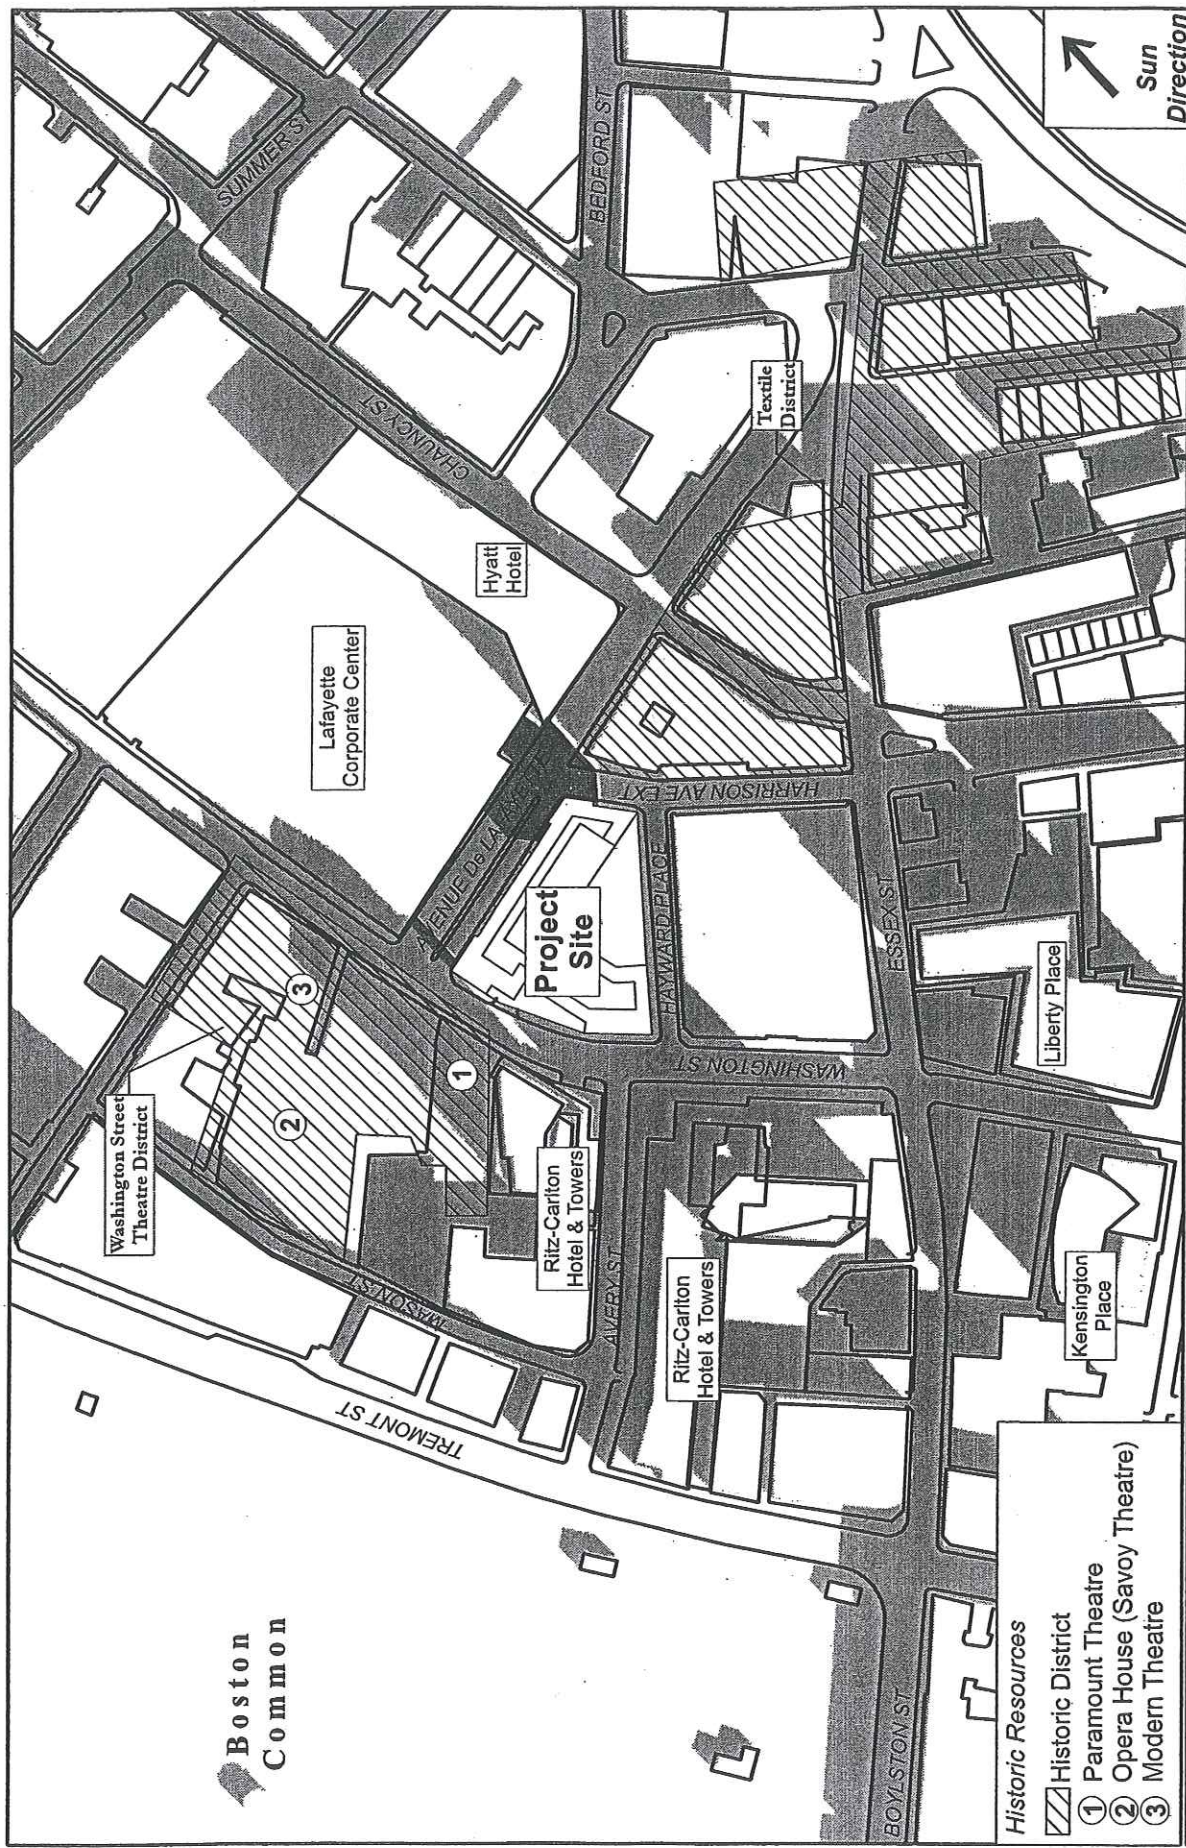 Boston
Common
TREMONT ST
MASON ST
Washington Street
Theatre District
3
2
1
Lafayette
Corporate Center
Hyatt
Hotel
CHAUNCY ST
SUMMER ST
BEDFORD ST
AVENUE De LAFAYETTE
Project
Site
HAYWARD PLACE
HARRISON AVE EXT
Textile
District
Ritz-Carlton
Hotel & Towers
AVERY ST
Ritz-Carlton
Hotel & Towers
WASHINGTON ST
ESSEX ST
Liberty Place
Kensington
Place
BOYLSTON ST
Sun
Direction
Historic Resources
Historic District
1 Paramount Theatre
2 Opera House (Savoy Theatre)
3 Modern Theatre